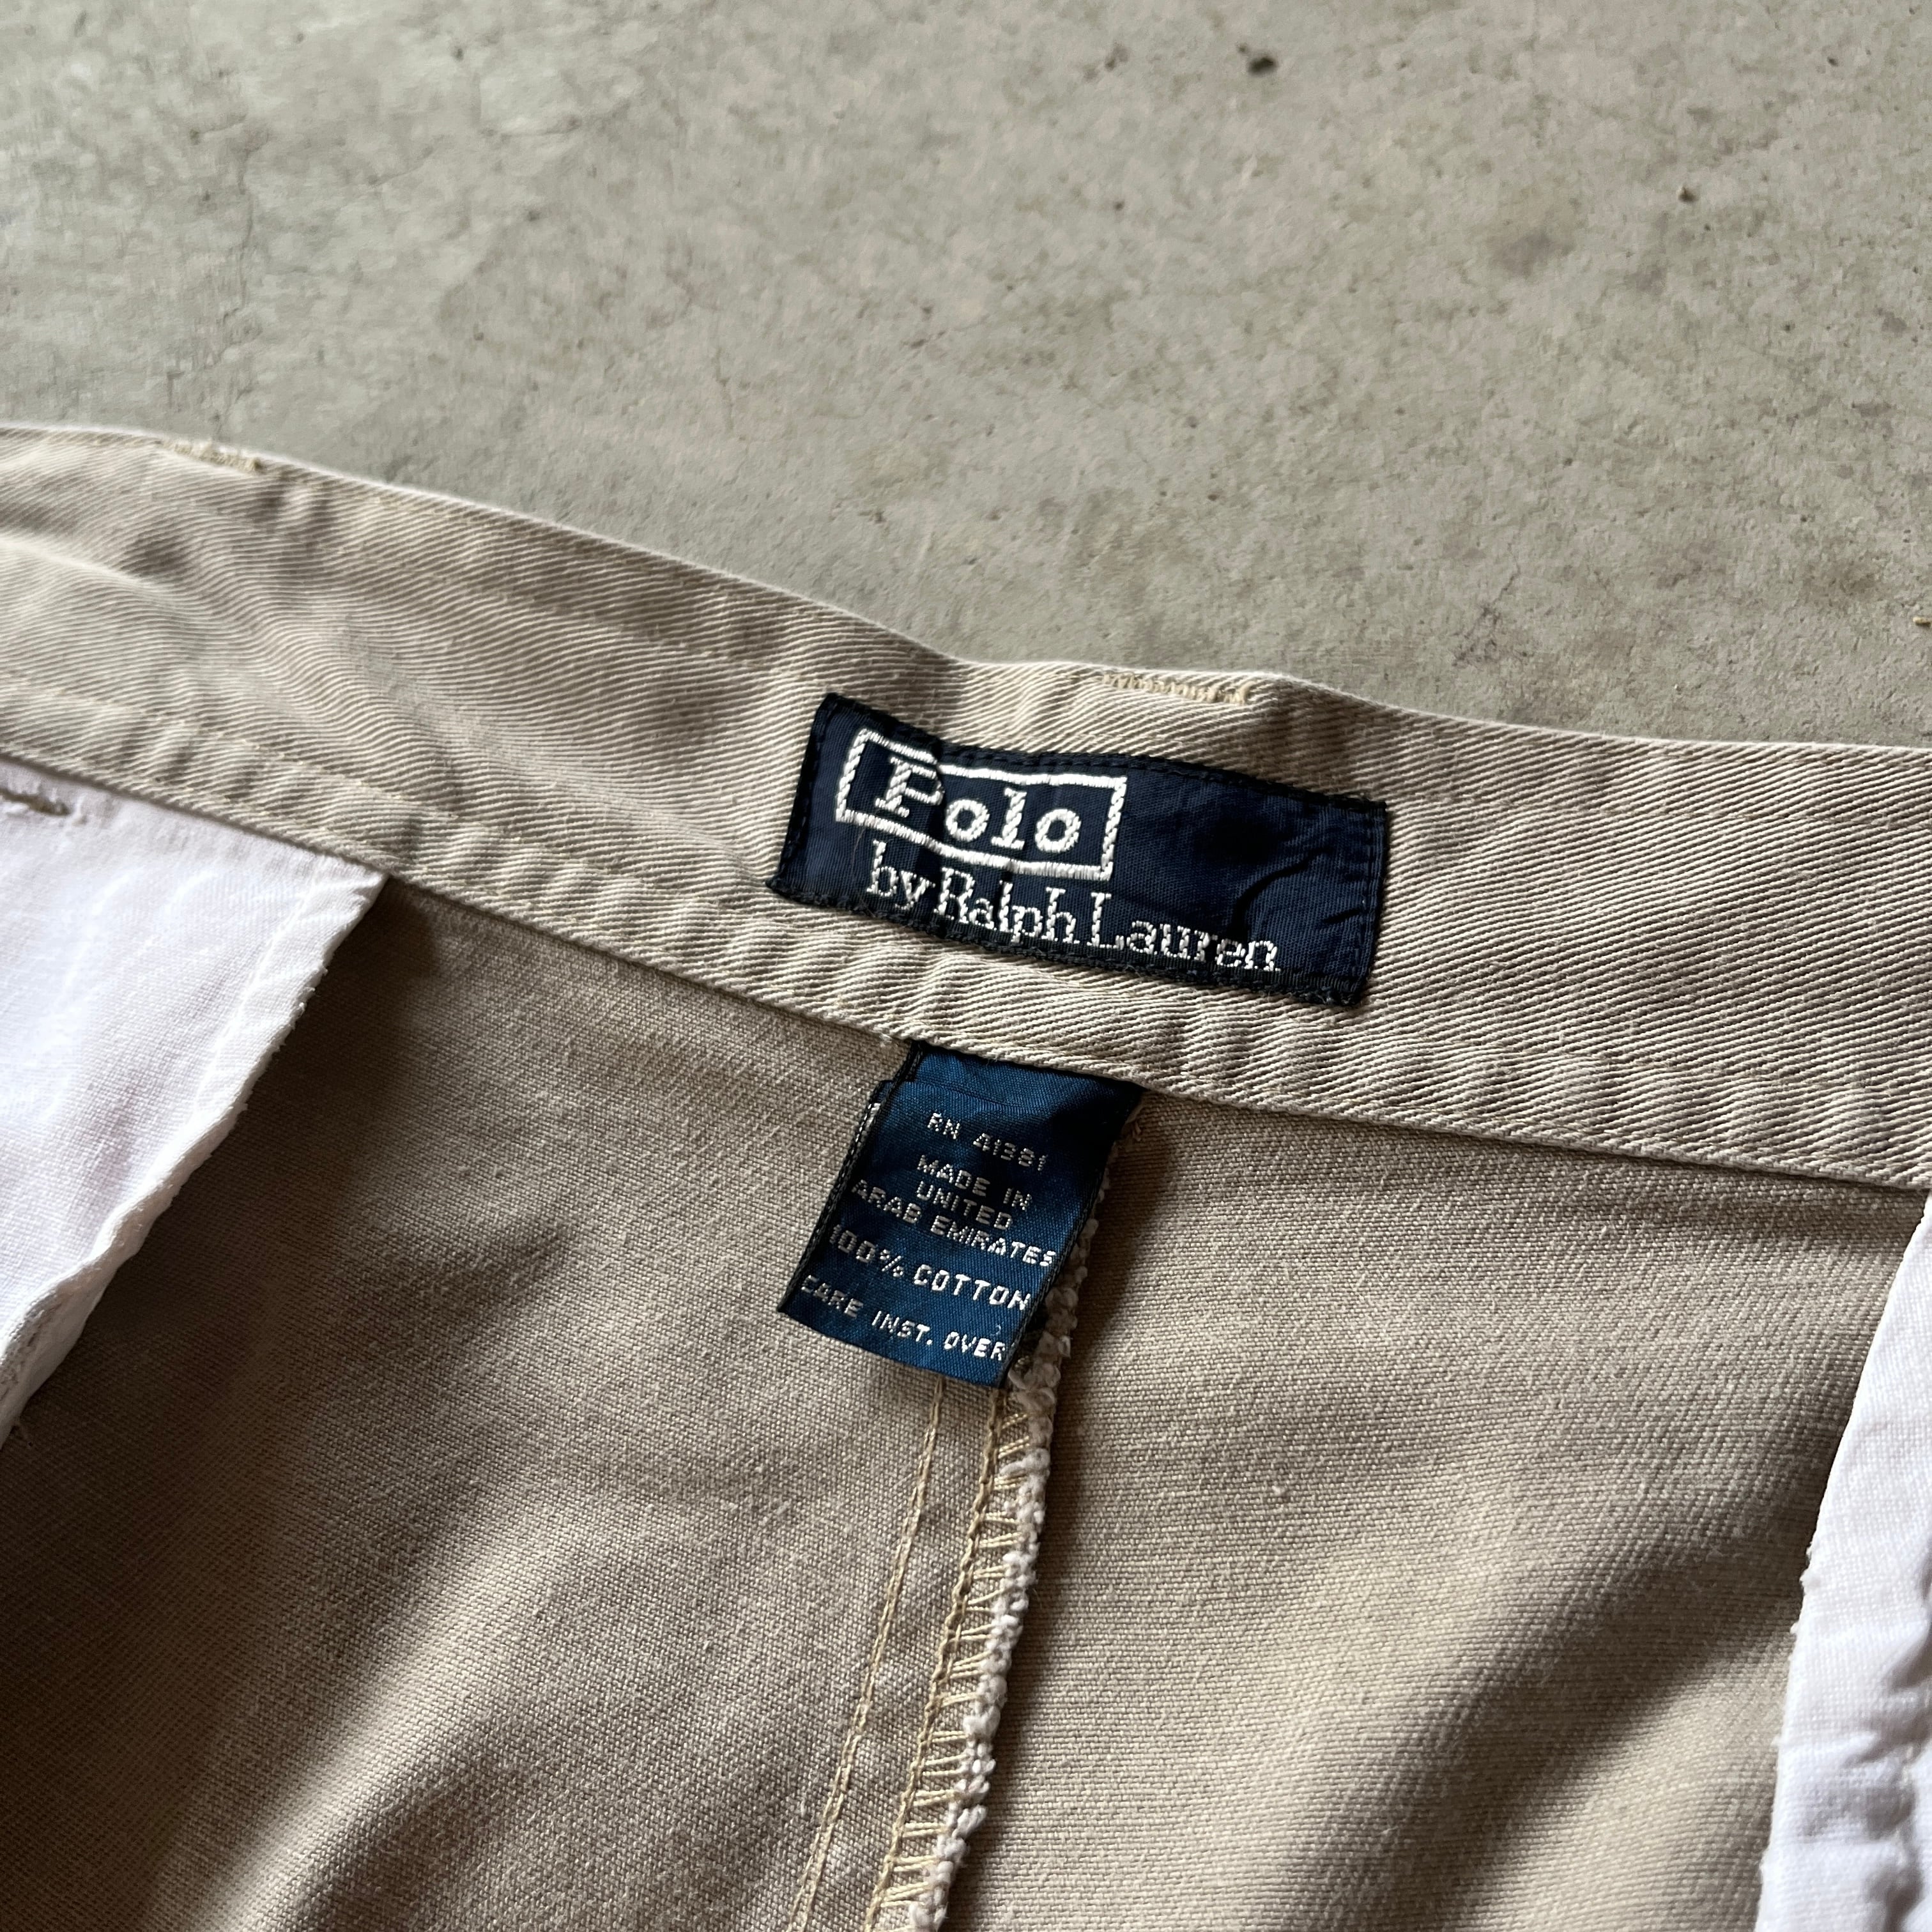 Polo
by Ralph Lauren
RN 41381
MADE IN
UNITED
ARAB EMIRATES
100% COTTON
CARE INST. OVER